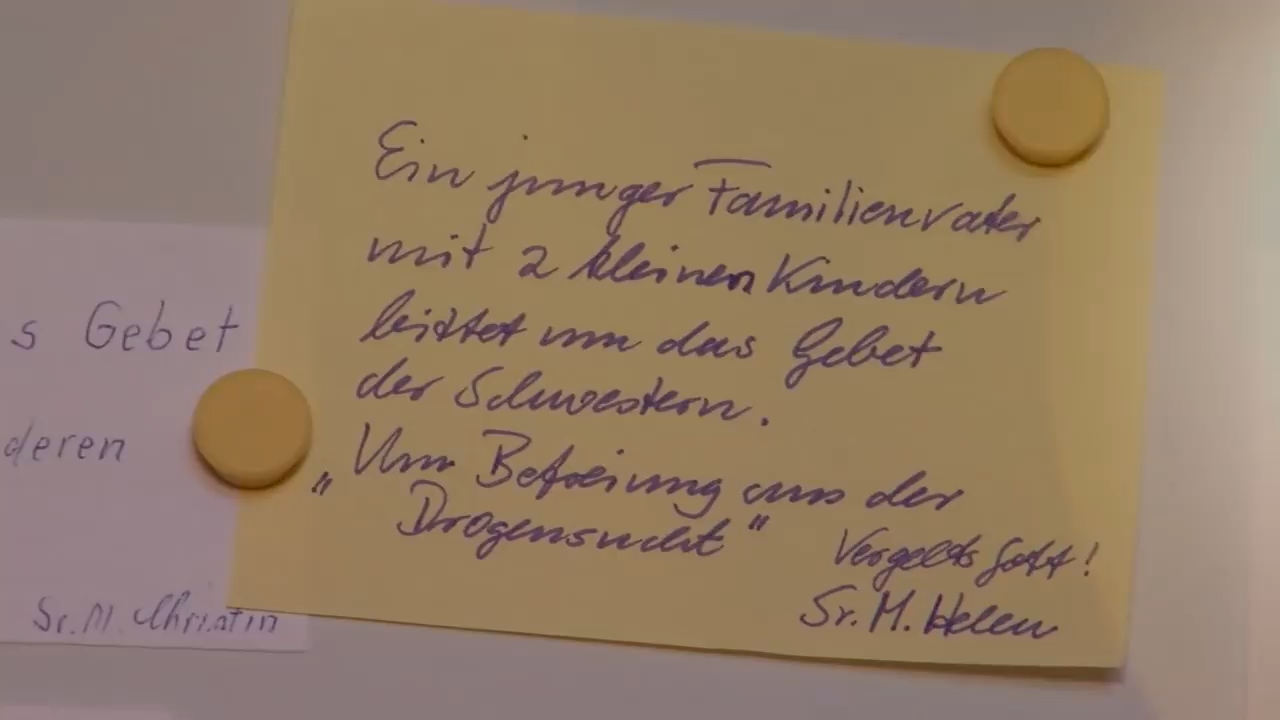 Ein junger Familienvater
mit 2 kleinen Kindern
bittet um das Gebet
der Schwestern.
„Um Befreiung aus der
Drogensucht"
Vergelts Gott!
Sr. M. Helen
s Gebet
deren
Sr. M. Christin